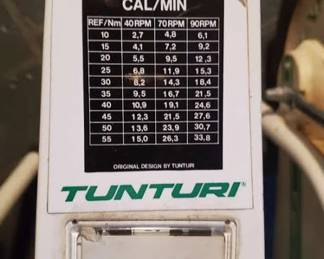 CAL/MIN
REF/Nm 40RPM 70RPM 90RPM
10 2,7 4,8 6,1
15 4,1 7,2 9,2
20 5,5 9,5 12,3
25 6,8 11,9 15,3
30 8,2 14,3 18,4
35 9,5 16,7 21,5
40 10,9 19,1 24,6
45 12,3 21,5 27,6
50 13,6 23,9 30,7
55 15,0 26,3 33,8
ORIGINAL DESIGN BY TUNTURI
TUNTURI®